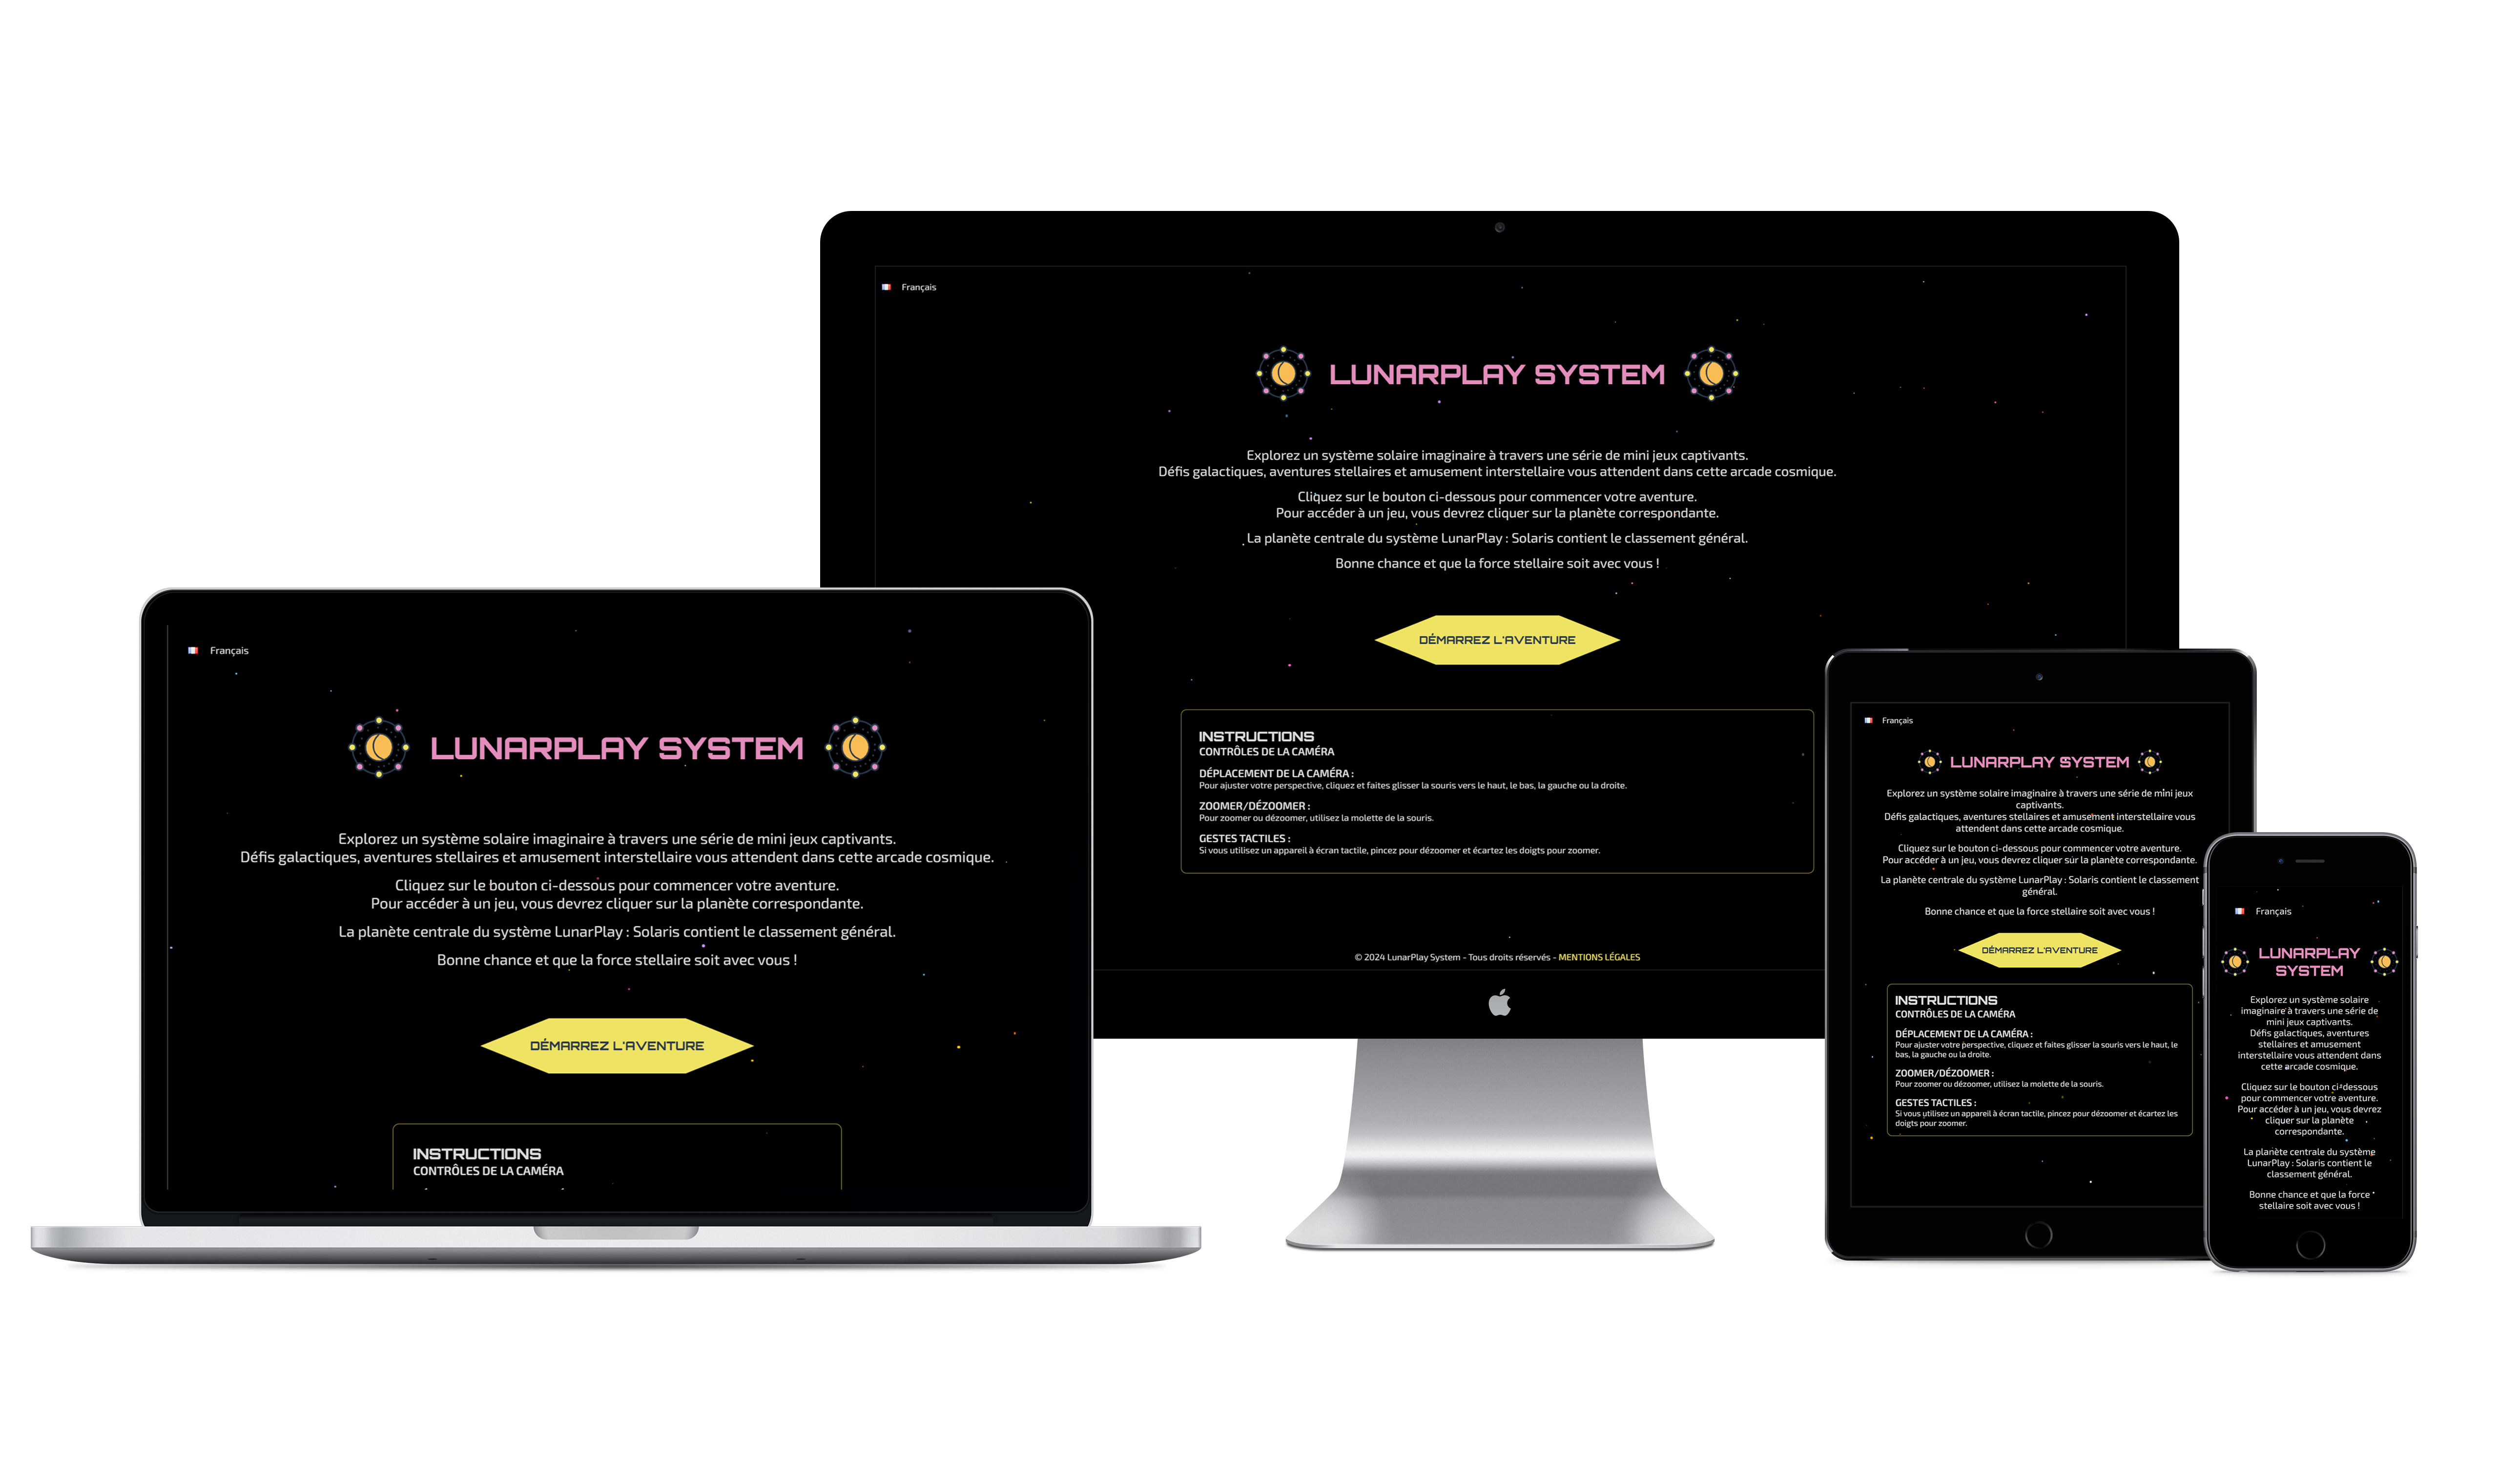 Français
LUNARPLAY SYSTEM
Explorez un système solaire imaginaire à travers une série de mini jeux captivants.
Défis galactiques, aventures stellaires et amusement interstellaire vous attendent dans cette arcade cosmique.
Cliquez sur le bouton ci-dessous pour commencer votre aventure.
Pour accéder à un jeu, vous devrez cliquer sur la planète correspondante.
La planète centrale du système LunarPlay : Solaris contient le classement général.
Bonne chance et que la force stellaire soit avec vous !
DÉMARREZ L'AVENTURE
INSTRUCTIONS
CONTRÔLES DE LA CAMÉRA
DÉPLACEMENT DE LA CAMÉRA :
Pour ajuster votre perspective, cliquez et faites glisser la souris vers le haut, le bas, la gauche ou la droite.
ZOOMER/DÉZOOMER :
Pour zoomer ou dézoomer, utilisez la molette de la souris.
GESTES TACTILES :
Si vous utilisez un appareil à écran tactile, pincez pour dézoomer et écartez les doigts pour zoomer.
© 2024 LunarPlay System - Tous droits réservés - MENTIONS LÉGALES
Français
LUNARPLAY SYSTEM
Explorez un système solaire imaginaire à travers une série de mini jeux captivants.
Défis galactiques, aventures stellaires et amusement interstellaire vous attendent dans cette arcade cosmique.
Cliquez sur le bouton ci-dessous pour commencer votre aventure.
Pour accéder à un jeu, vous devrez cliquer sur la planète correspondante.
La planète centrale du système LunarPlay : Solaris contient le classement général.
Bonne chance et que la force stellaire soit avec vous !
DÉMARREZ L'AVENTURE
INSTRUCTIONS
CONTRÔLES DE LA CAMÉRA
Français
LUNARPLAY SYSTEM
Explorez un système solaire imaginaire à travers une série de mini jeux
captivants.
Défis galactiques, aventures stellaires et amusement interstellaire vous
attendent dans cette arcade cosmique.
Cliquez sur le bouton ci-dessous pour commencer votre aventure.
Pour accéder à un jeu, vous devrez cliquer sur la planète correspondante.
La planète centrale du système LunarPlay : Solaris contient le classement
général.
Bonne chance et que la force stellaire soit avec vous !
DÉMARREZ L'AVENTURE
INSTRUCTIONS
CONTRÔLES DE LA CAMÉRA
DÉPLACEMENT DE LA CAMÉRA :
Pour ajuster votre perspective, cliquez et faites glisser la souris vers le haut, le
bas, la gauche ou la droite.
ZOOMER/DÉZOOMER :
Pour zoomer ou dézoomer, utilisez la molette de la souris.
GESTES TACTILES :
Si vous utilisez un appareil à écran tactile, pincez pour dézoomer et écartez les
doigts pour zoomer.
Français
LUNARPLAY
SYSTEM
Explorez un système solaire
imaginaire à travers une série de
mini jeux captivants.
Défis galactiques, aventures
stellaires et amusement
interstellaire vous attendent dans
cette arcade cosmique.
Cliquez sur le bouton ci-dessous
pour commencer votre aventure.
Pour accéder à un jeu, vous devrez
cliquer sur la planète
correspondante.
La planète centrale du système
LunarPlay : Solaris contient le
classement général.
Bonne chance et que la force
stellaire soit avec vous !